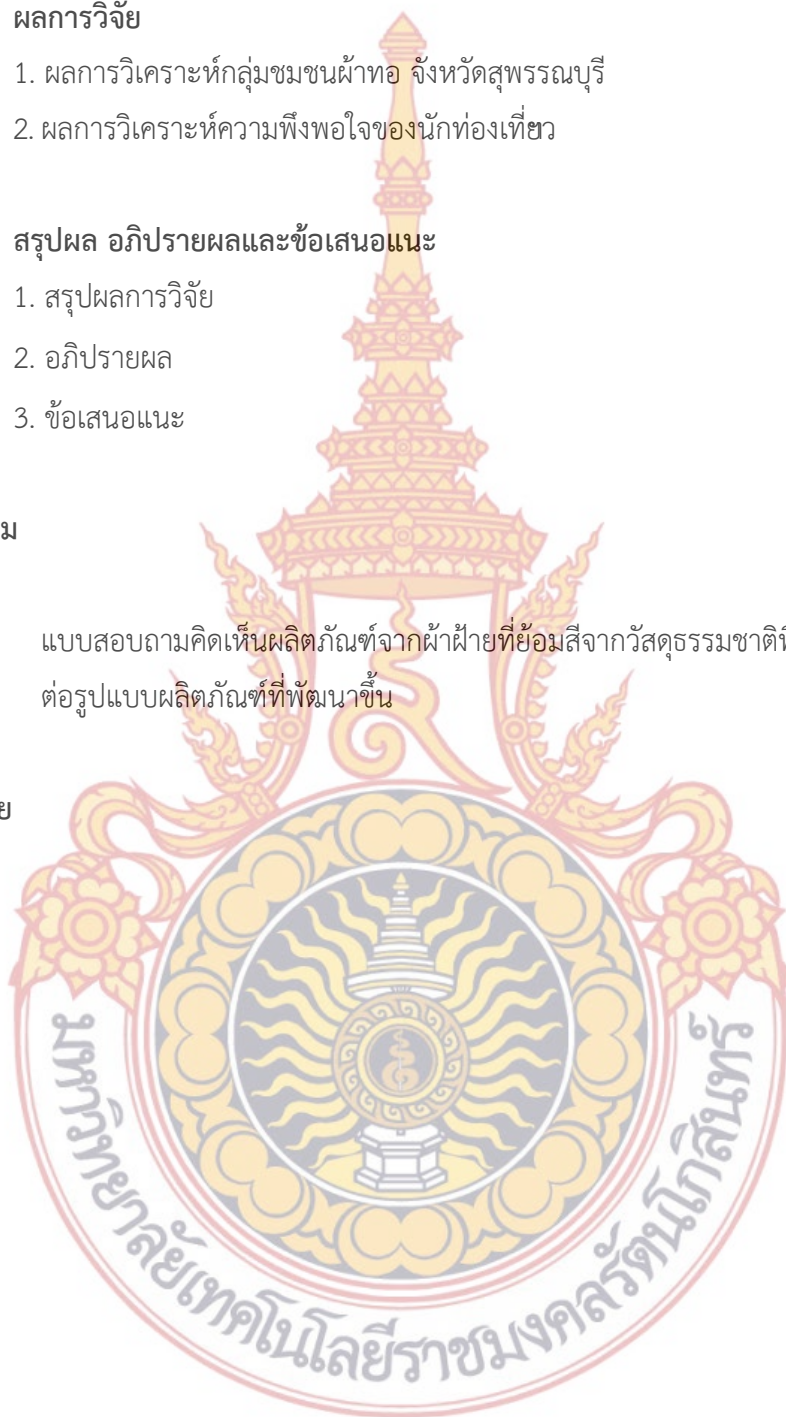 ผลการวิจัย
1. ผลการวิเคราะห์กลุ่มชุมชนผ้าทอ จังหวัดสุพรรณบุรี
2. ผลการวิเคราะห์ความพึงพอใจของนักท่องเที่ยว
สรุปผล อภิปรายผลและข้อเสนอแนะ
1. สรุปผลการวิจัย
2. อภิปรายผล
3. ข้อเสนอแนะ
แบบสอบถามคิดเห็นผลิตภัณฑ์จากผ้าฝ้ายที่ย้อมสีจากวัสดุธรรมชาติ
ต่อรูปแบบผลิตภัณฑ์ที่พัฒนาขึ้น
มหาวิทยาลัยเทคโนโลยีราชมงคลรัตนโกสินทร์